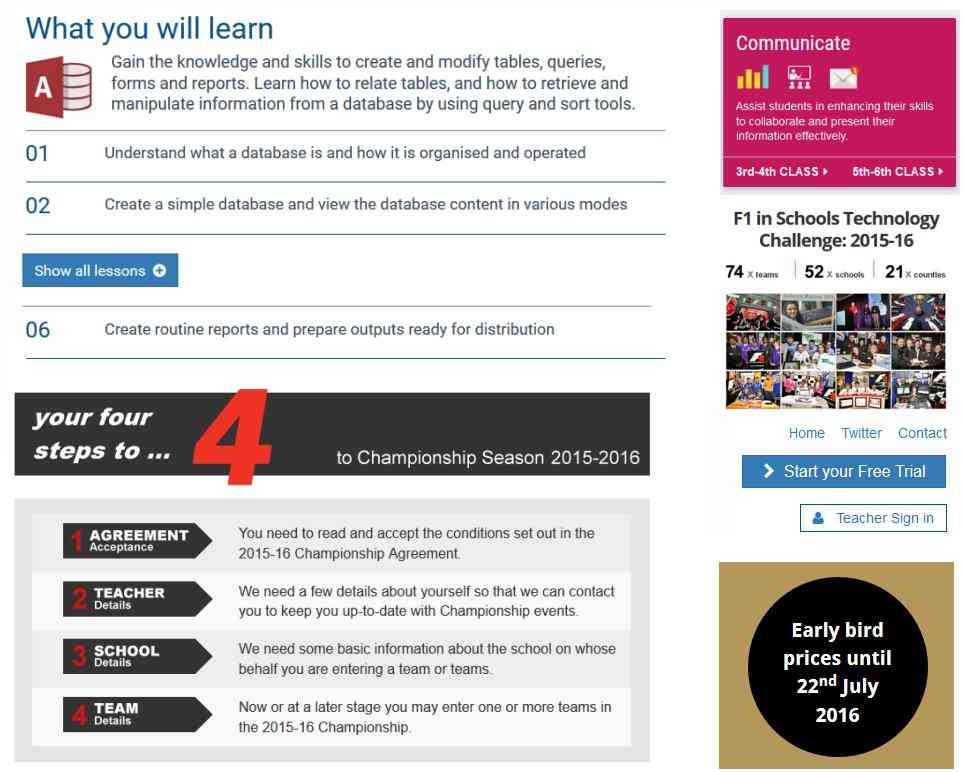 What you will learn
A
Gain the knowledge and skills to create and modify tables, queries,
forms and reports. Learn how to relate tables, and how to retrieve and
manipulate information from a database by using query and sort tools.
01 Understand what a database is and how it is organised and operated
02 Create a simple database and view the database content in various modes
Show all lessons
06 Create routine reports and prepare outputs ready for distribution
your four
steps to ... 4
to Championship Season 2015-2016
1 AGREEMENT
Acceptance
You need to read and accept the conditions set out in the
2015-16 Championship Agreement.
2 TEACHER
Details
We need a few details about yourself so that we can contact
you to keep you up-to-date with Championship events.
3 SCHOOL
Details
We need some basic information about the school on whose
behalf you are entering a team or teams.
4 TEAM
Details
Now or at a later stage you may enter one or more teams in
the 2015-16 Championship.
Communicate
Assist students in enhancing their skills
to collaborate and present their
information effectively.
3rd-4th CLASS 5th-6th CLASS
F1 in Schools Technology
Challenge: 2015-16
74 x teams 52 x schools 21 x counties
Home Twitter Contact
Start your Free Trial
Teacher Sign in
Early bird
prices until
22nd July
2016